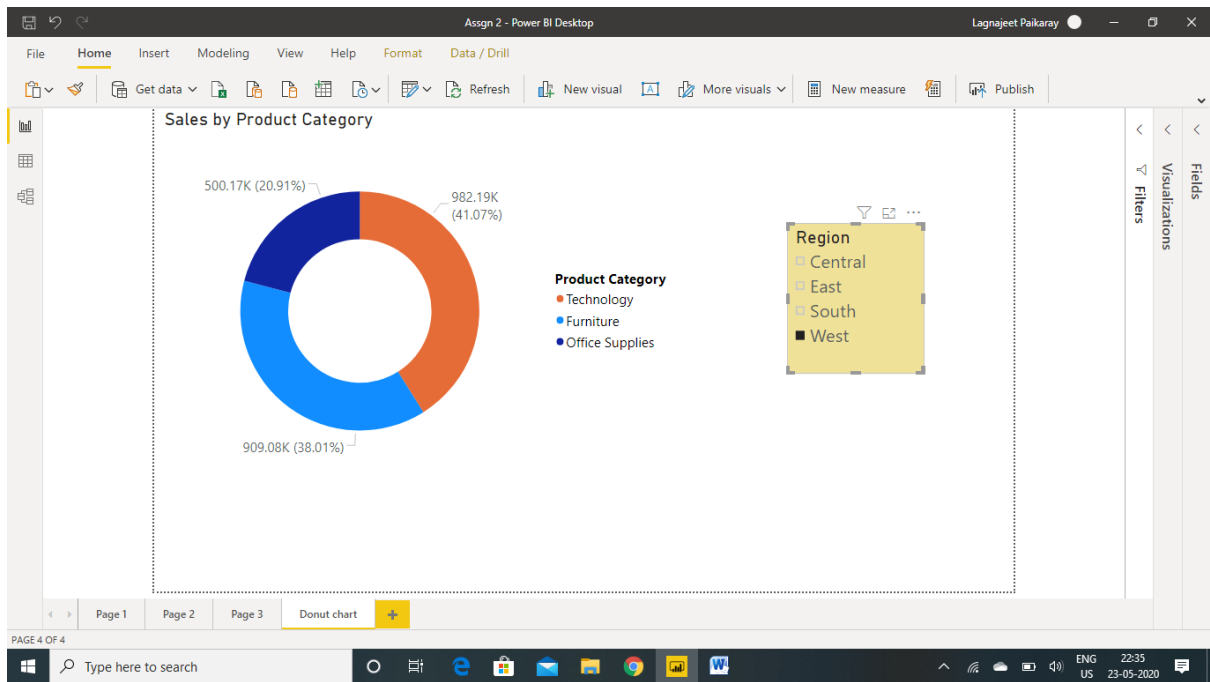 Assgn 2 - Power BI Desktop
Lagnajeet Paikaray
File Home Insert Modeling View Help Format Data / Drill
Get data Refresh New visual A More visuals New measure Publish
Sales by Product Category
500.17K (20.91%)
982.19K
(41.07%)
909.08K (38.01%)
Product Category
Technology
Furniture
Office Supplies
Region
Central
East
South
West
Filters
Visualizations
Fields
Page 1 Page 2 Page 3 Donut chart +
PAGE 4 OF 4
Type here to search
ENG
US
22:35
23-05-2020